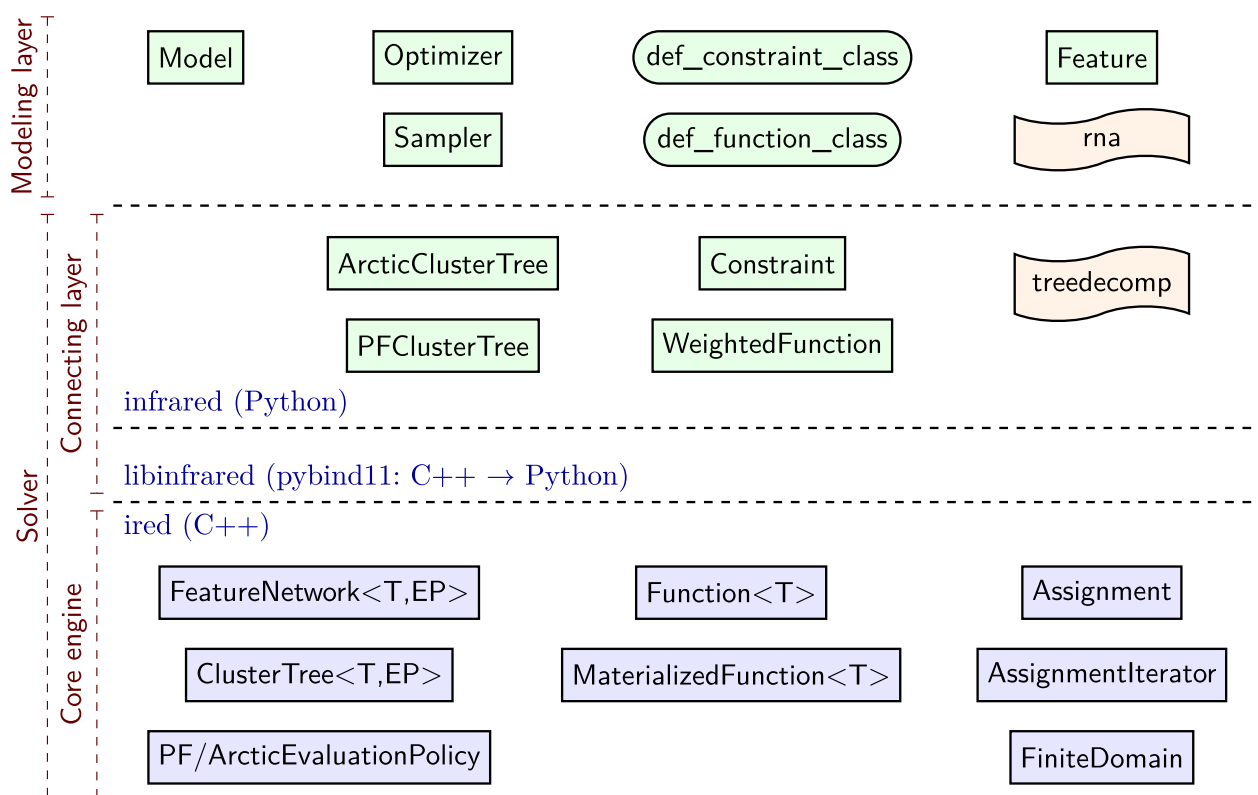 Modeling layer
Model
Optimizer
def_constraint_class
Feature
Sampler
def_function_class
rna
Solver
Connecting layer
ArcticClusterTree
Constraint
treedecomp
PFClusterTree
WeightedFunction
infrared (Python)
libinfrared (pybind11: C++ → Python)
Core engine
ired (C++)
FeatureNetwork<T,EP>
Function<T>
Assignment
ClusterTree<T,EP>
MaterializedFunction<T>
AssignmentIterator
PF/ArcticEvaluationPolicy
FiniteDomain